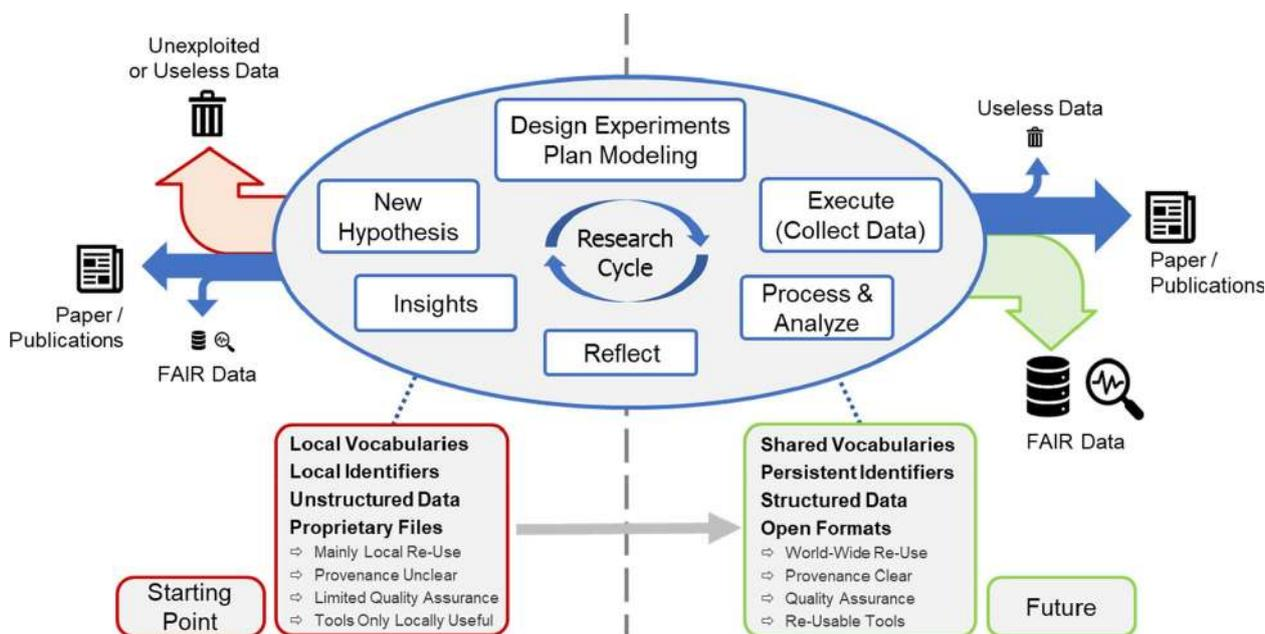 Unexploited
or Useless Data
Useless Data
Design Experiments
Plan Modeling
New
Hypothesis
Execute
(Collect Data)
Research
Cycle
Insights
Process &
Analyze
Reflect
Paper /
Publications
FAIR Data
Paper /
Publications
FAIR Data
Local Vocabularies
Local Identifiers
Unstructured Data
Proprietary Files
⇨ Mainly Local Re-Use
⇨ Provenance Unclear
⇨ Limited Quality Assurance
⇨ Tools Only Locally Useful
Shared Vocabularies
Persistent Identifiers
Structured Data
Open Formats
⇨ World-Wide Re-Use
⇨ Provenance Clear
⇨ Quality Assurance
⇨ Re-Usable Tools
Starting
Point
Future